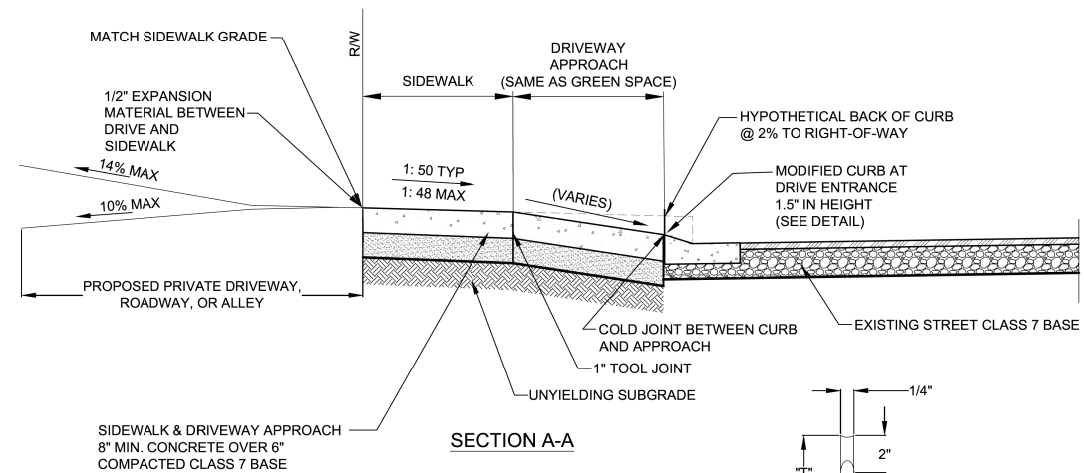 MATCH SIDEWALK GRADE
R/W
DRIVEWAY
APPROACH
(SAME AS GREEN SPACE)
SIDEWALK
1/2" EXPANSION
MATERIAL BETWEEN
DRIVE AND
SIDEWALK
HYPOTHETICAL BACK OF CURB
@ 2% TO RIGHT-OF-WAY
14% MAX
10% MAX
1: 50 TYP
1: 48 MAX
(VARIES)
MODIFIED CURB AT
DRIVE ENTRANCE
1.5" IN HEIGHT
(SEE DETAIL)
PROPOSED PRIVATE DRIVEWAY,
ROADWAY, OR ALLEY
EXISTING STREET CLASS 7 BASE
COLD JOINT BETWEEN CURB
AND APPROACH
1" TOOL JOINT
UNYIELDING SUBGRADE
SIDEWALK & DRIVEWAY APPROACH
8" MIN. CONCRETE OVER 6"
COMPACTED CLASS 7 BASE
SECTION A-A
1/4"
2"
"T"